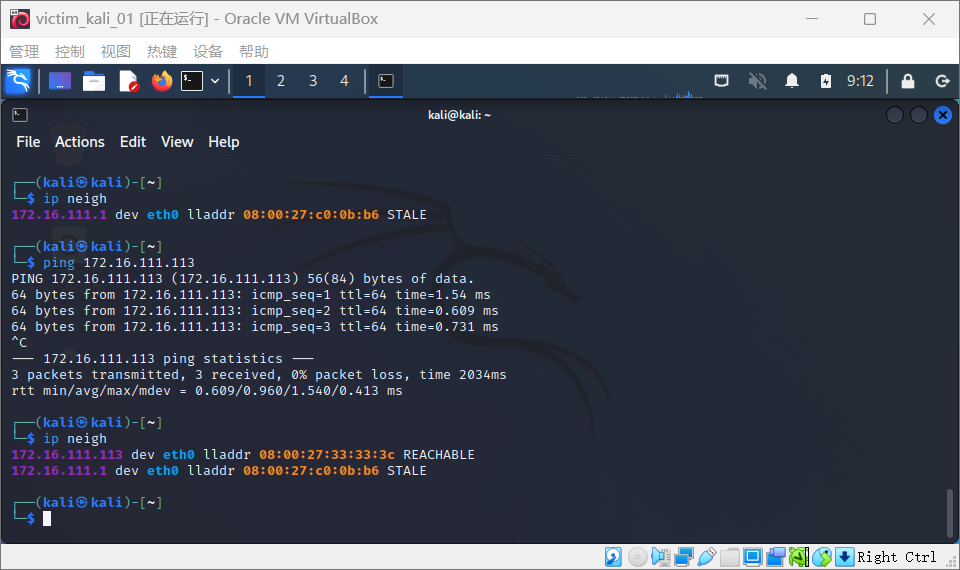 victim_kali_01 [正在运行] - Oracle VM VirtualBox
管理 控制 视图 热键 设备 帮助
1 2 3 4 9:12
kali@kali: ~
File Actions Edit View Help
┌──(kali㉿kali)-[~]
└─$ ip neigh
172.16.111.1 dev eth0 lladdr 08:00:27:c0:0b:b6 STALE
┌──(kali㉿kali)-[~]
└─$ ping 172.16.111.113
PING 172.16.111.113 (172.16.111.113) 56(84) bytes of data.
64 bytes from 172.16.111.113: icmp_seq=1 ttl=64 time=1.54 ms
64 bytes from 172.16.111.113: icmp_seq=2 ttl=64 time=0.609 ms
64 bytes from 172.16.111.113: icmp_seq=3 ttl=64 time=0.731 ms
^C
--- 172.16.111.113 ping statistics ---
3 packets transmitted, 3 received, 0% packet loss, time 2034ms
rtt min/avg/max/mdev = 0.609/0.960/1.540/0.413 ms
┌──(kali㉿kali)-[~]
└─$ ip neigh
172.16.111.113 dev eth0 lladdr 08:00:27:33:33:3c REACHABLE
172.16.111.1 dev eth0 lladdr 08:00:27:c0:0b:b6 STALE
┌──(kali㉿kali)-[~]
└─$
Right Ctrl